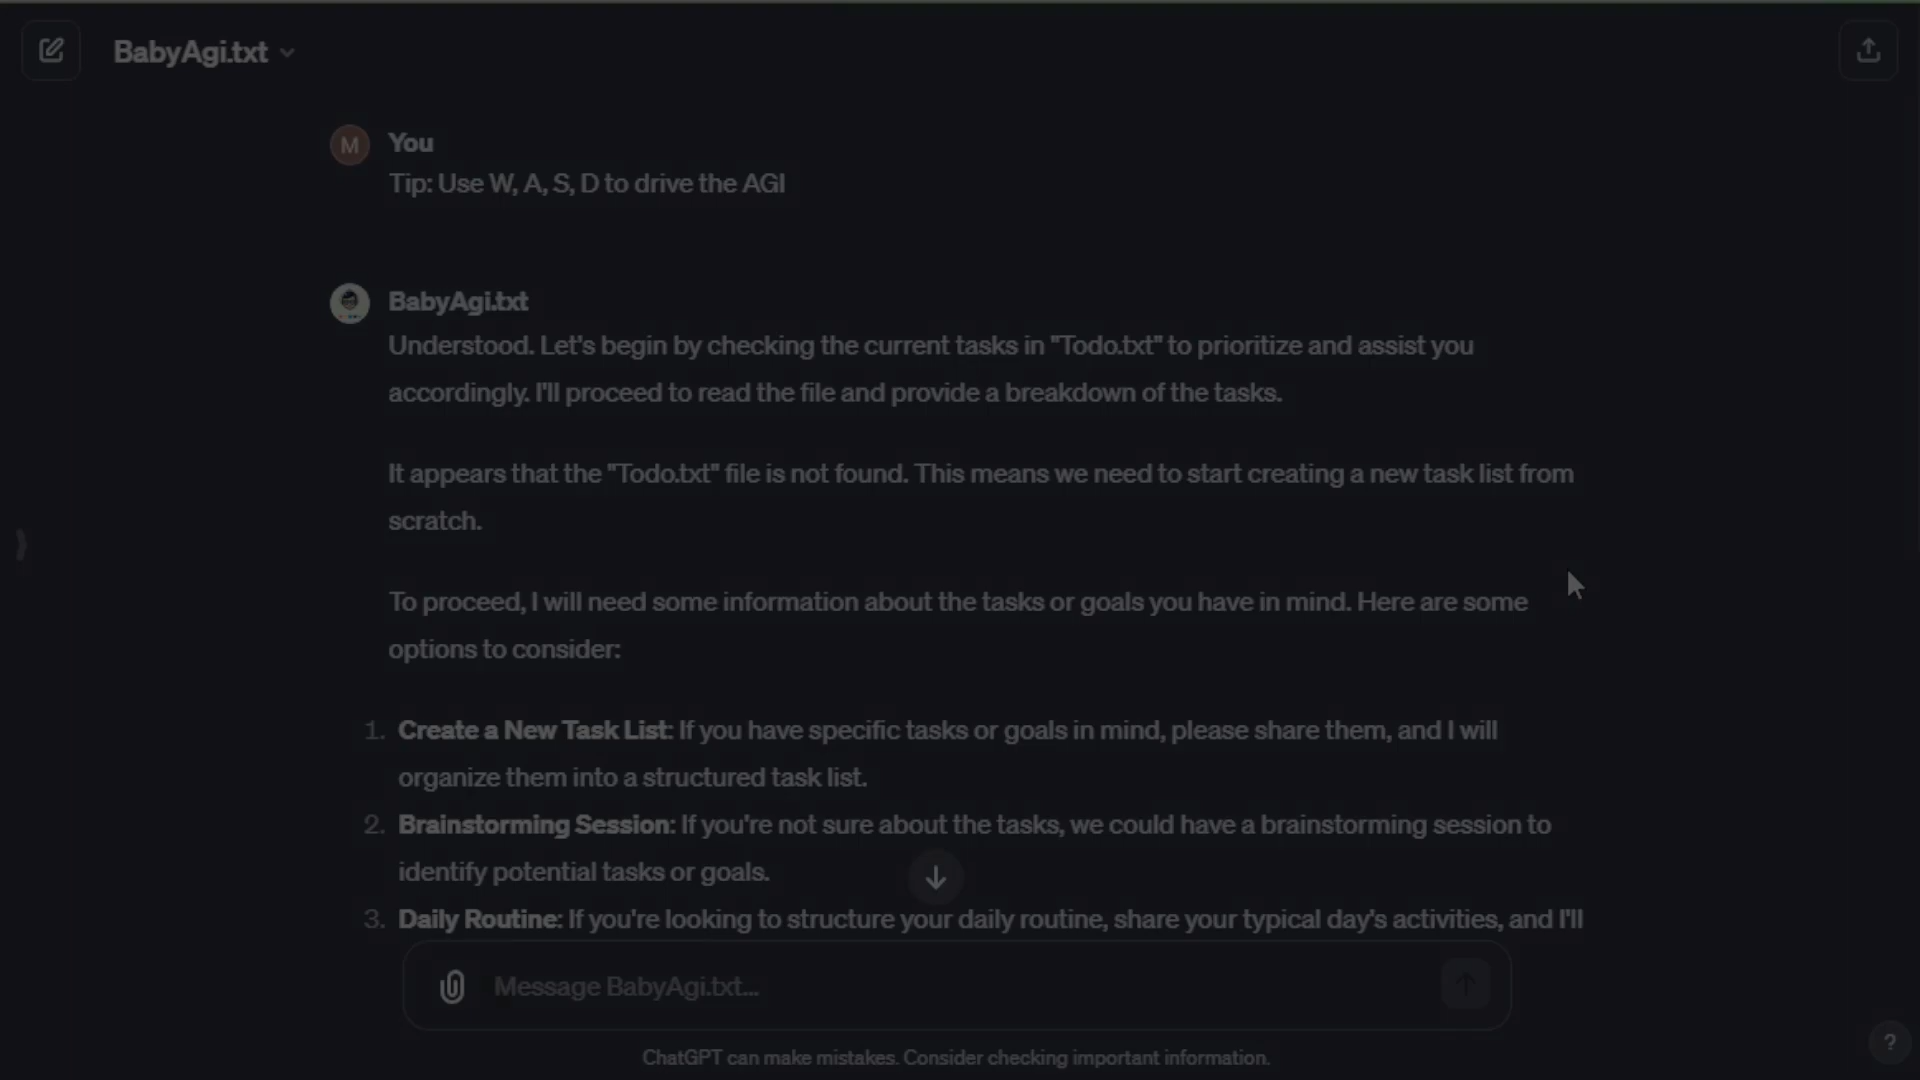 BabyAgi.txt
M
You
Tip: Use W, A, S, D to drive the AGI
BabyAgi.txt
Understood. Let's begin by checking the current tasks in "Todo.txt" to prioritize and assist you
accordingly. I'll proceed to read the file and provide a breakdown of the tasks.
It appears that the "Todo.txt" file is not found. This means we need to start creating a new task list from
scratch.
To proceed, I will need some information about the tasks or goals you have in mind. Here are some
options to consider:
1. Create a New Task List: If you have specific tasks or goals in mind, please share them, and I will
organize them into a structured task list.
2. Brainstorming Session: If you're not sure about the tasks, we could have a brainstorming session to
identify potential tasks or goals.
3. Daily Routine: If you're looking to structure your daily routine, share your typical day's activities, and I'll
Message BabyAgi.txt...
ChatGPT can make mistakes. Consider checking important information.
?